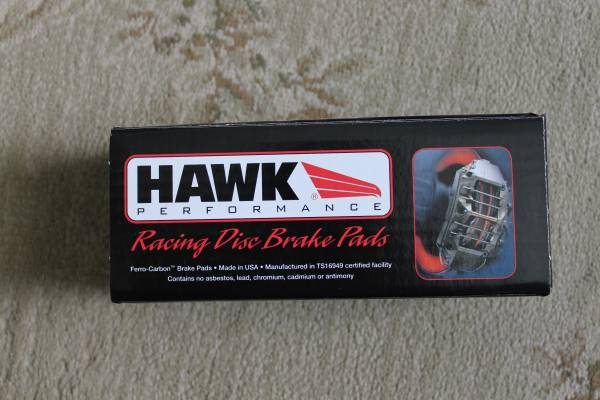 HAWK®
PERFORMANCE
Racing Disc Brake Pads
Ferro-Carbon™ Brake Pads • Made in USA • Manufactured in TS16949 certified facility
Contains no asbestos, lead, chromium, cadmium or antimony